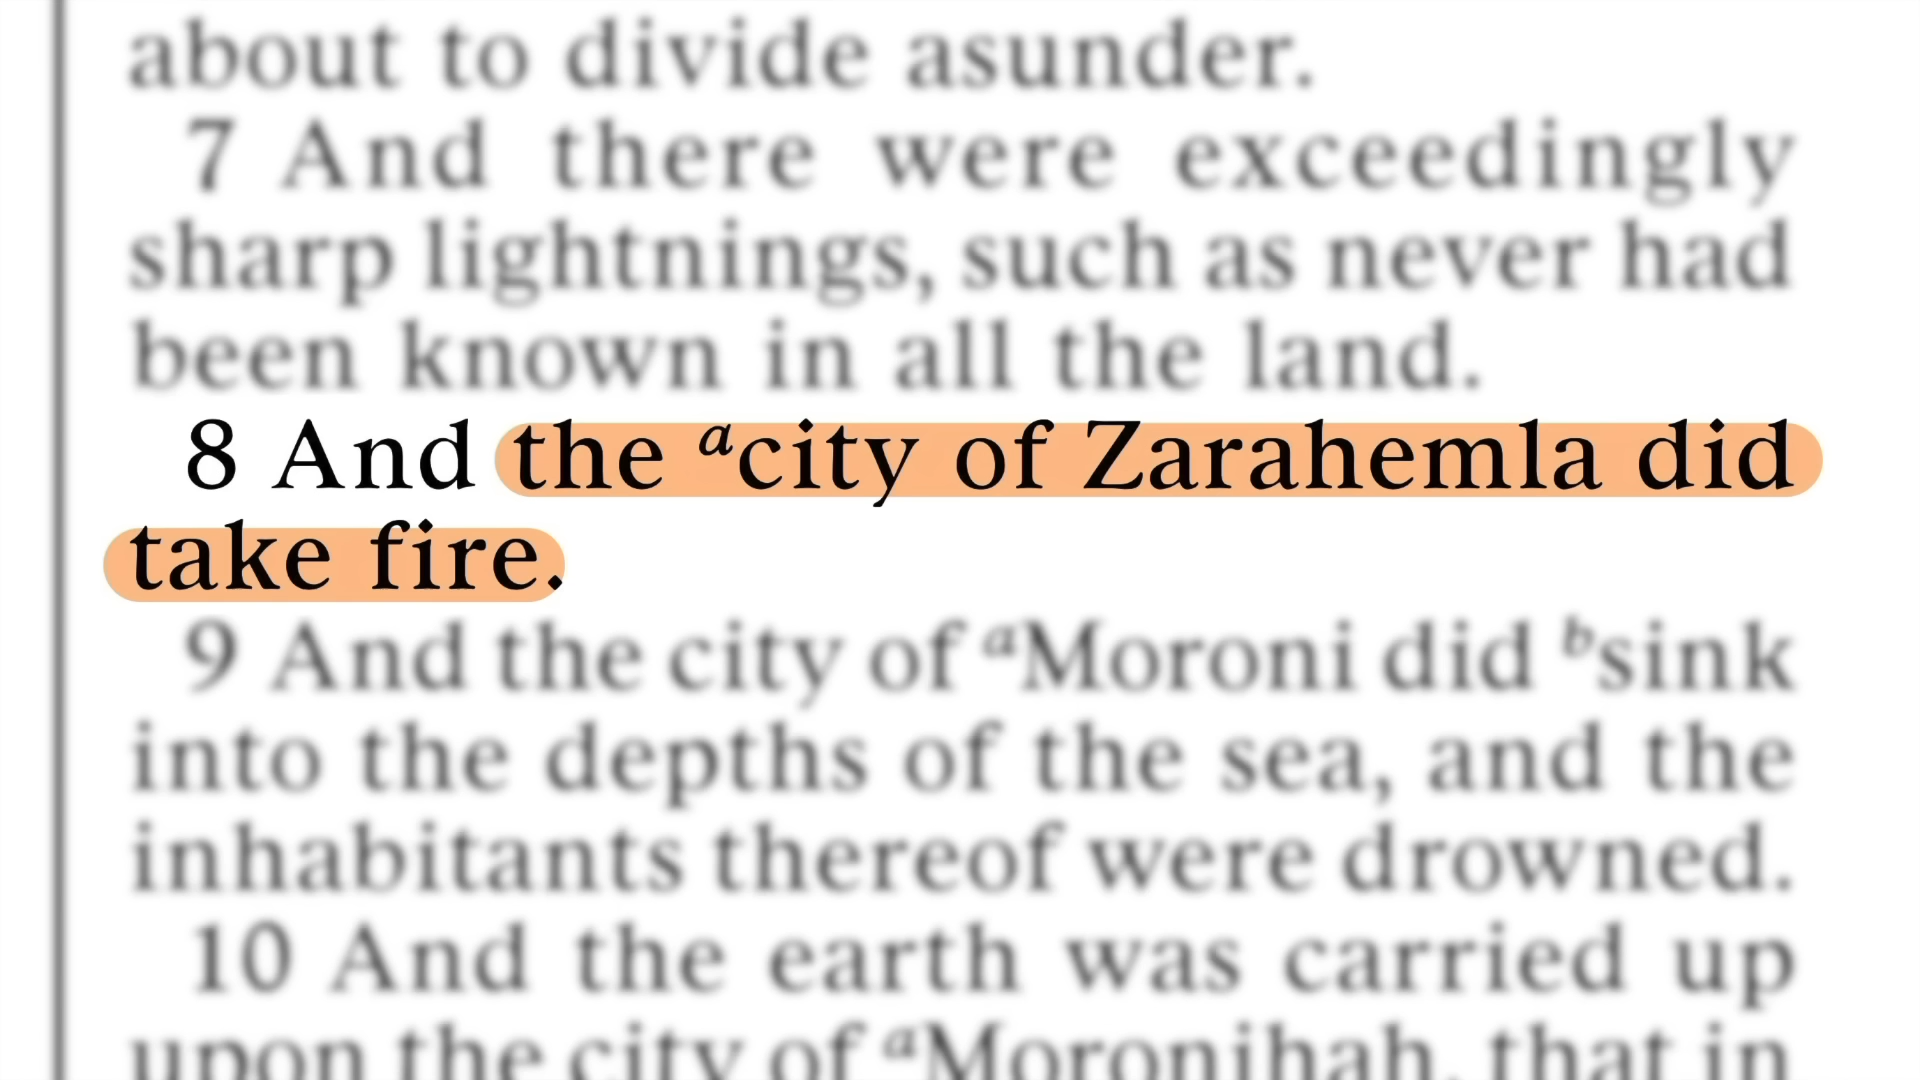 about to divide asunder.
7 And there were exceedingly
sharp lightnings, such as never had
been known in all the land.
8 And the acity of Zarahemla did
take fire.
9 And the city of aMoroni did bsink
into the depths of the sea, and the
inhabitants thereof were drowned.
10 And the earth was carried up
upon the city of aMoronihah, that in